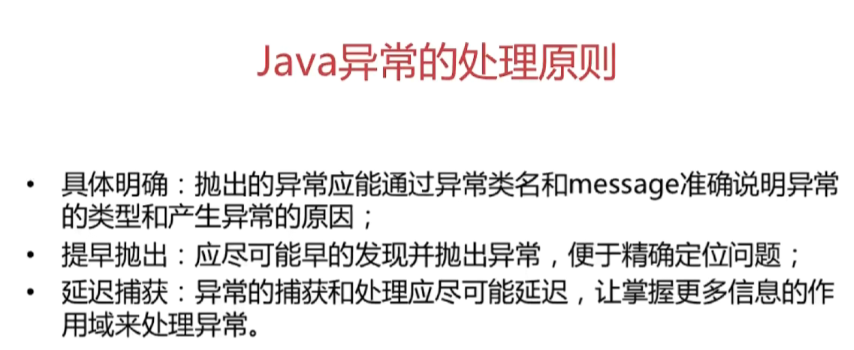 Java异常的处理原则
• 具体明确：抛出的异常应能通过异常类名和message准确说明异常
的类型和产生异常的原因；
• 提早抛出：应尽可能早的发现并抛出异常，便于精确定位问题；
• 延迟捕获：异常的捕获和处理应尽可能延迟，让掌握更多信息的作
用域来处理异常。